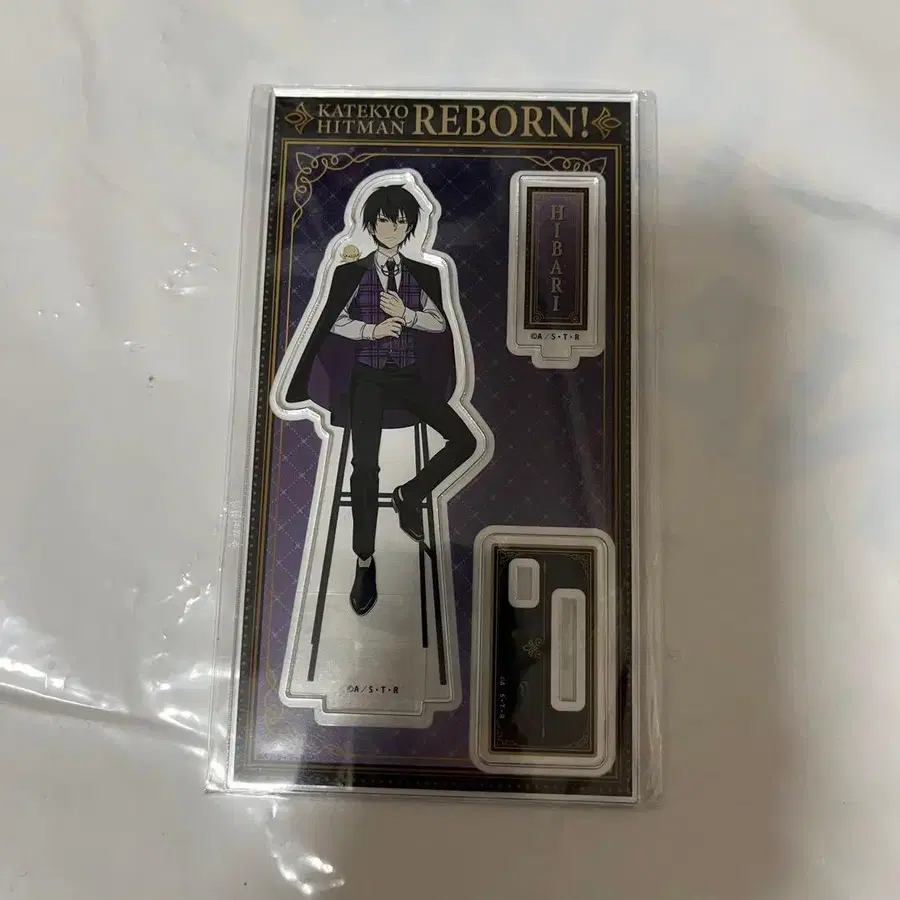 KATEKYO
HITMAN REBORN!
HIBARI
©A/S・T・R
©A/S・T・R
©A S・T・R